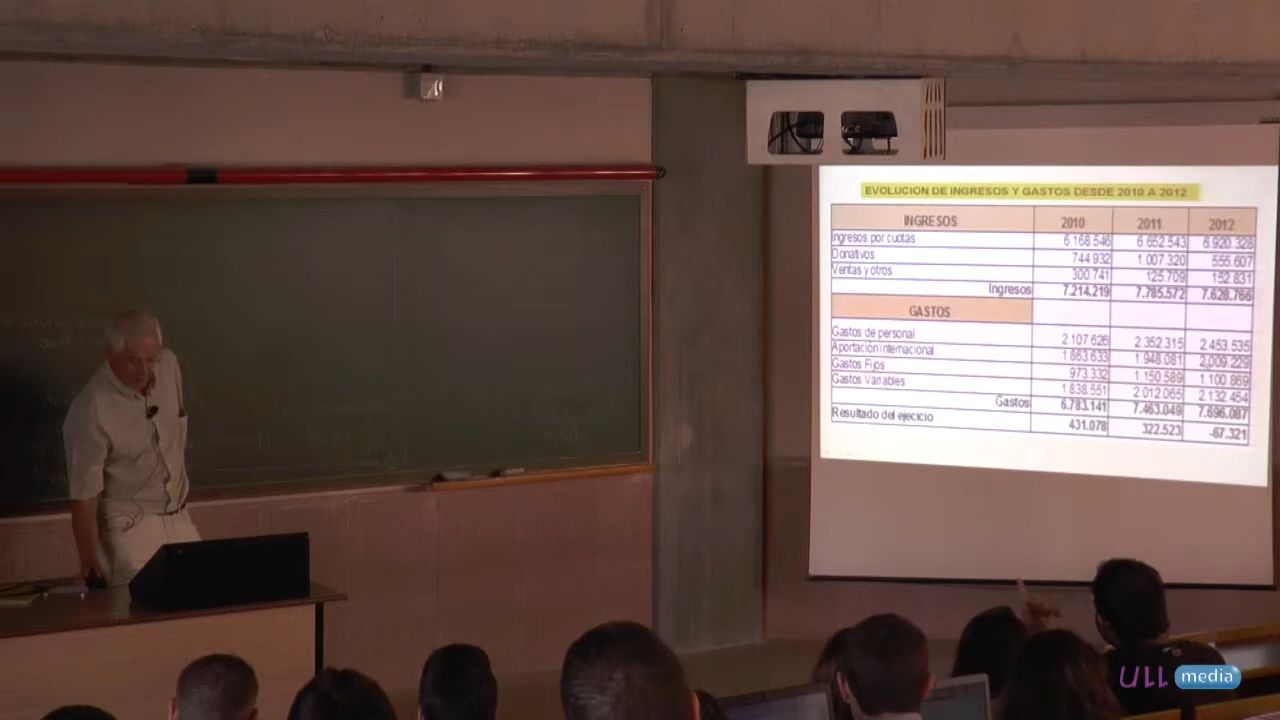 EVOLUCION DE INGRESOS Y GASTOS DESDE 2010 A 2012
INGRESOS 2010 2011 2012
Ingresos por cuotas 6.168.546 6.652.543 6.920.328
Donativos 744.932 1.007.320 555.607
Ventas y otros 300.741 125.709 152.831
Ingresos 7.214.219 7.785.572 7.628.766
GASTOS
Gastos de personal 2.107.626 2.352.315 2.453.535
Aportación internacional 1.863.633 1.948.081 2.009.229
Gastos Fijos 973.332 1.150.589 1.100.869
Gastos Variables 1.838.551 2.012.065 2.132.454
Gastos 6.783.141 7.463.049 7.696.087
Resultado del ejecicio 431.078 322.523 -67.321
ULL media